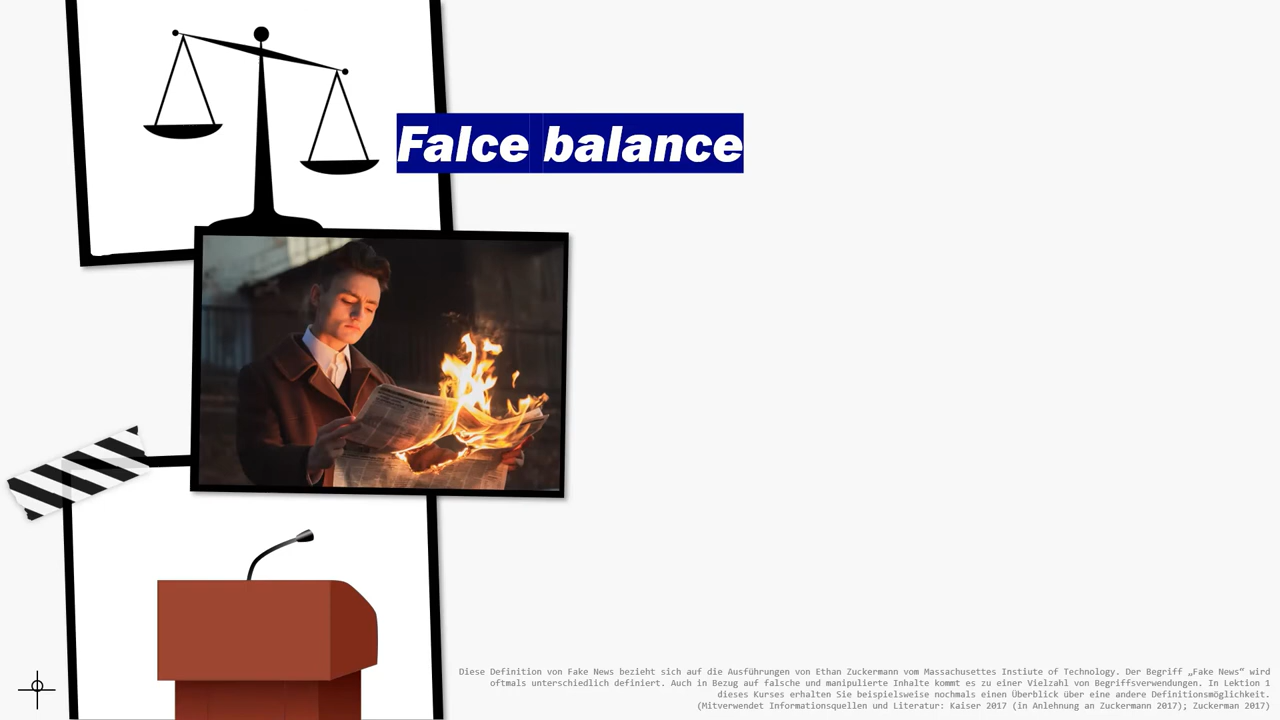 Falce balance
Diese Definition von Fake News bezieht sich auf die Ausführungen von Ethan Zuckermann vom Massachusettes Instiute of Technology. Der Begriff „Fake News“ wird
oftmals unterschiedlich definiert. Auch in Bezug auf falsche und manipulierte Inhalte kommt es zu einer Vielzahl von Begriffsverwendungen. In Lektion 1
dieses Kurses erhalten Sie beispielsweise nochmals einen Überblick über eine andere Definitionsmöglichkeit.
(Mitverwendet Informationsquellen und Literatur: Kaiser 2017 (in Anlehnung an Zuckermann 2017); Zuckerman 2017)